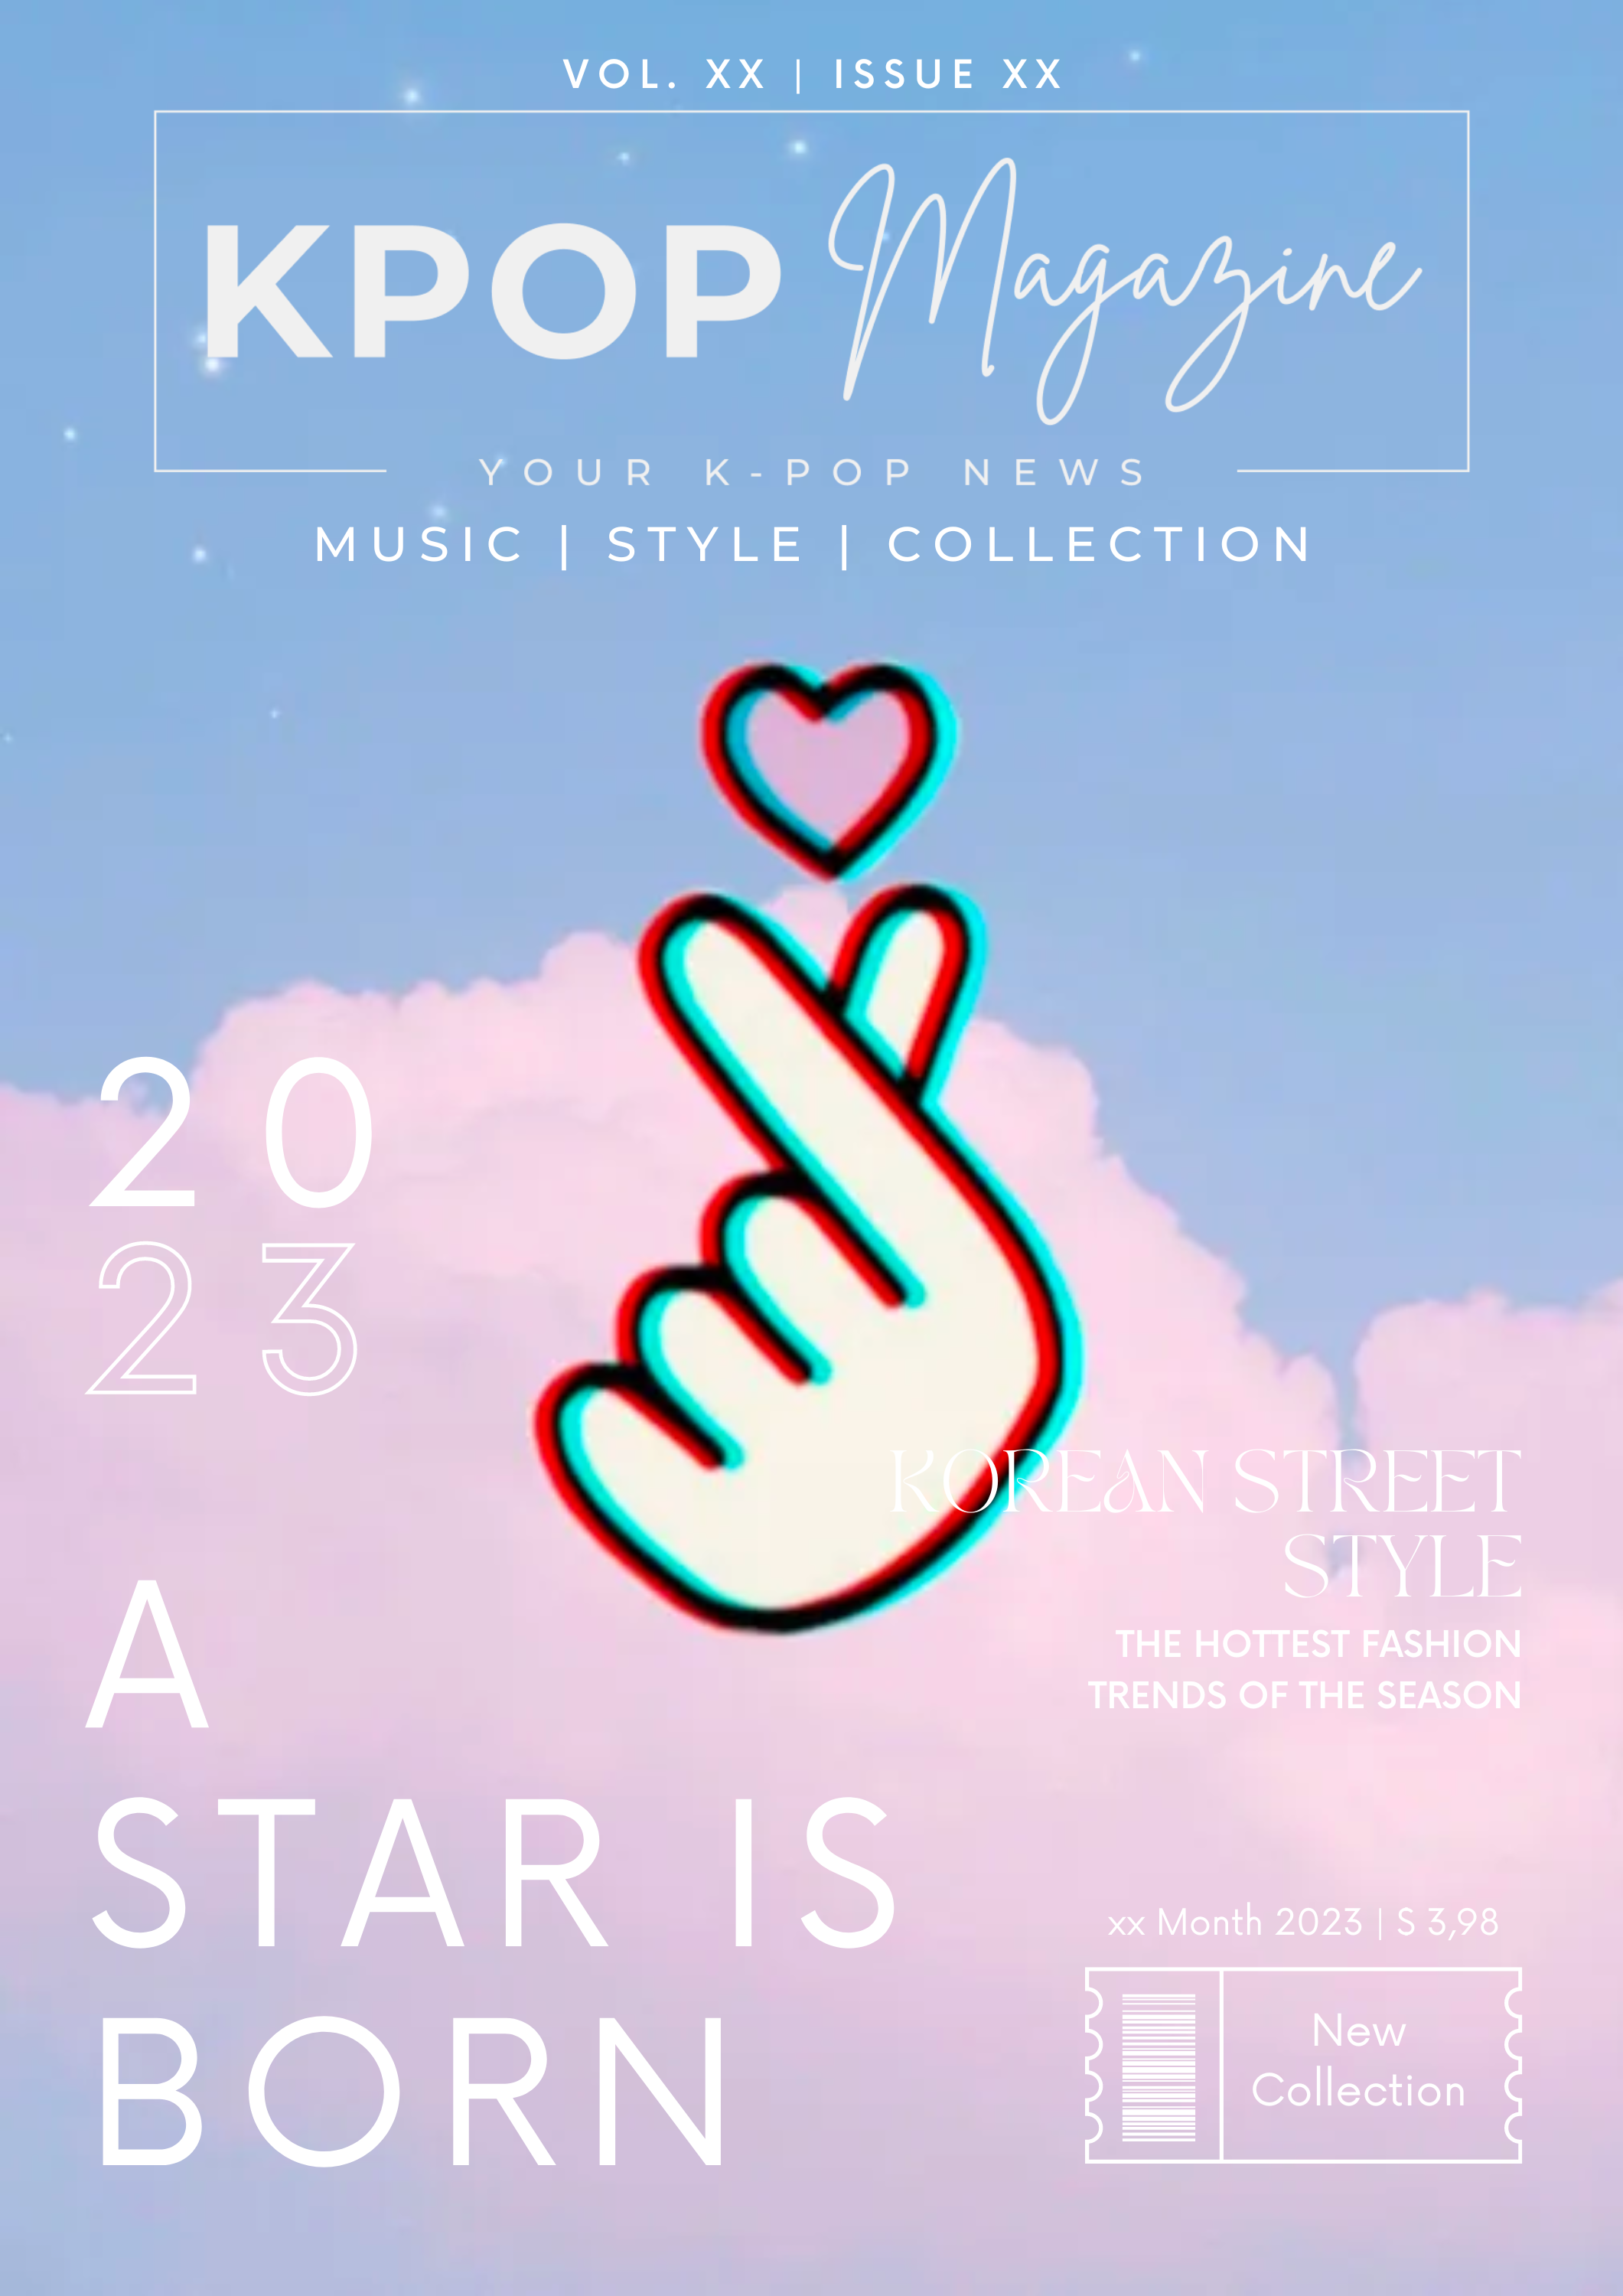 VOL. XX | ISSUE XX
KPOP Magazine
YOUR K-POP NEWS
MUSIC | STYLE | COLLECTION
20
23
KOREAN STREET
STYLE
THE HOTTEST FASHION
TRENDS OF THE SEASON
A
STAR IS
BORN
xx Month 2023 | S 3,98
New
Collection